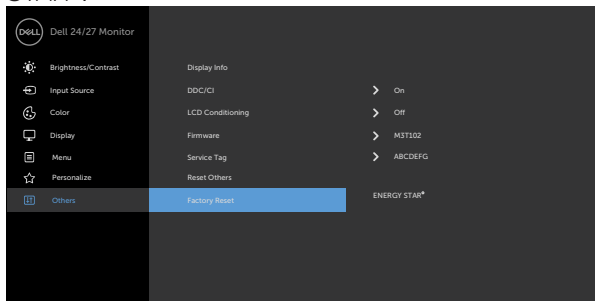 DELL Dell 24/27 Monitor
Brightness/Contrast Display Info
Input Source DDC/CI On
Color LCD Conditioning Off
Display Firmware M3T102
Menu Service Tag ABCDEFG
Personalize Reset Others
Others Factory Reset ENERGY STAR®